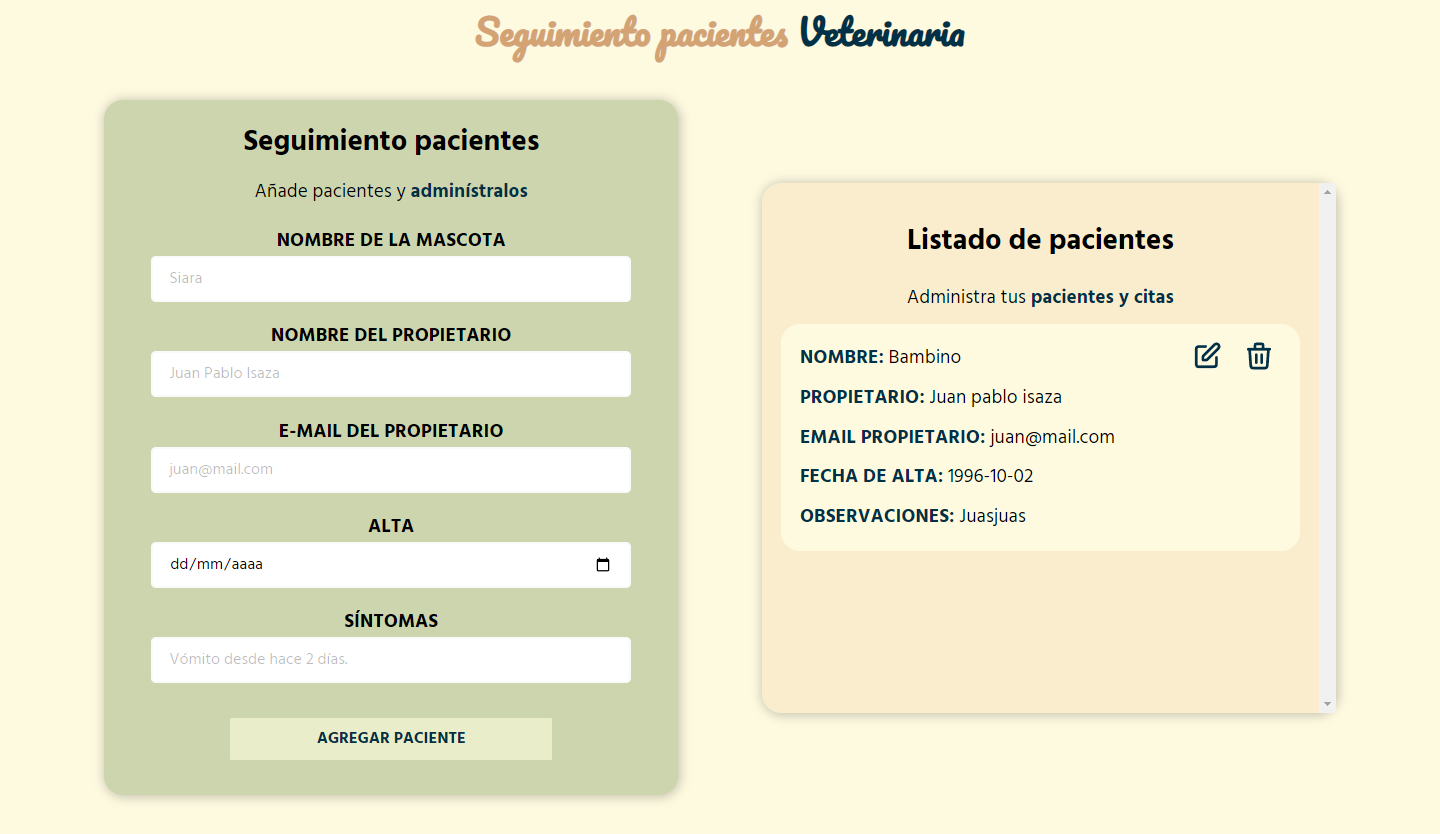 Seguimiento pacientes Veterinaria
Seguimiento pacientes
Añade pacientes y adminístralos
NOMBRE DE LA MASCOTA
Siara
NOMBRE DEL PROPIETARIO
Juan Pablo Isaza
E-MAIL DEL PROPIETARIO
juan@mail.com
ALTA
dd/mm/aaaa
SÍNTOMAS
Vómito desde hace 2 días.
AGREGAR PACIENTE
Listado de pacientes
Administra tus pacientes y citas
NOMBRE: Bambino
PROPIETARIO: Juan pablo isaza
EMAIL PROPIETARIO: juan@mail.com
FECHA DE ALTA: 1996-10-02
OBSERVACIONES: Juasjuas